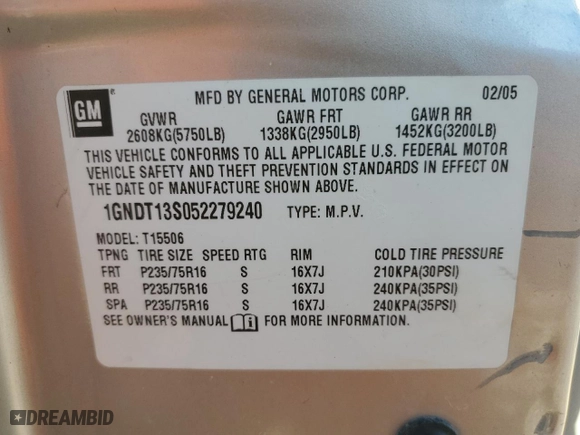 GM
MFD BY GENERAL MOTORS CORP. 02/05
GVWR GAWR FRT GAWR RR
2608KG(5750LB) 1338KG(2950LB) 1452KG(3200LB)
THIS VEHICLE CONFORMS TO ALL APPLICABLE U.S. FEDERAL MOTOR
VEHICLE SAFETY AND THEFT PREVENTION STANDARDS IN EFFECT ON
THE DATE OF MANUFACTURE SHOWN ABOVE.
1GNDT13S052279240 TYPE: M.P.V.
MODEL: T15506
TPNG TIRE SIZE SPEED RTG RIM COLD TIRE PRESSURE
FRT P235/75R16 S 16X7J 210KPA(30PSI)
RR P235/75R16 S 16X7J 240KPA(35PSI)
SPA P235/75R16 S 16X7J 240KPA(35PSI)
SEE OWNER'S MANUAL FOR MORE INFORMATION.
DREAMBID